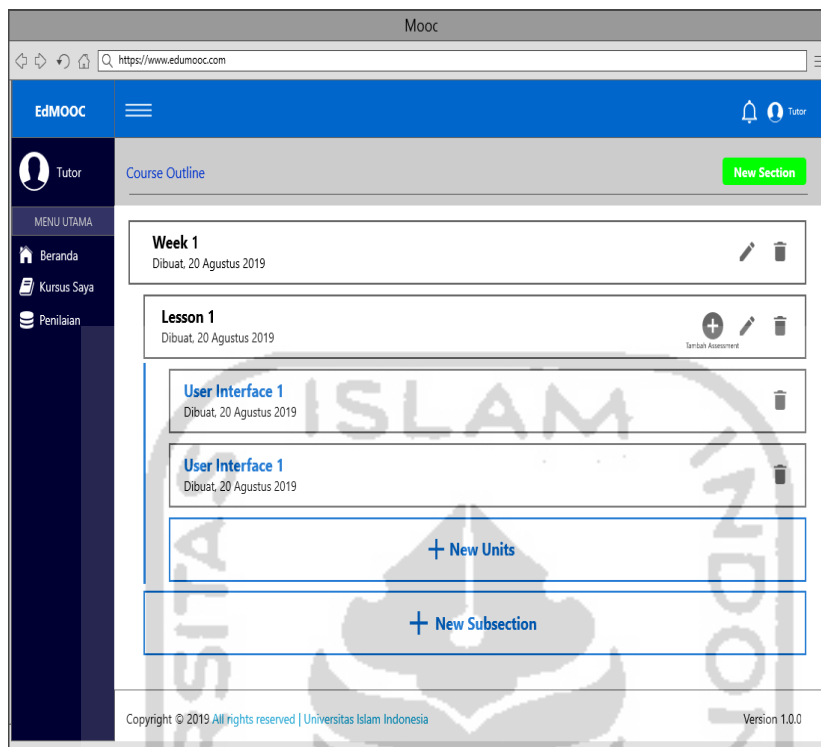 Mooc
https://www.edumooc.com
EdMOOC
Tutor
Tutor
Course Outline
New Section
MENU UTAMA
Beranda
Kursus Saya
Penilaian
Week 1
Dibuat, 20 Agustus 2019
Lesson 1
Dibuat, 20 Agustus 2019
Tambah Assessment
User Interface 1
Dibuat, 20 Agustus 2019
User Interface 1
Dibuat, 20 Agustus 2019
+ New Units
+ New Subsection
Copyright © 2019 All rights reserved | Universitas Islam Indonesia
Version 1.0.0
ISLAM
RSITAS
INDON